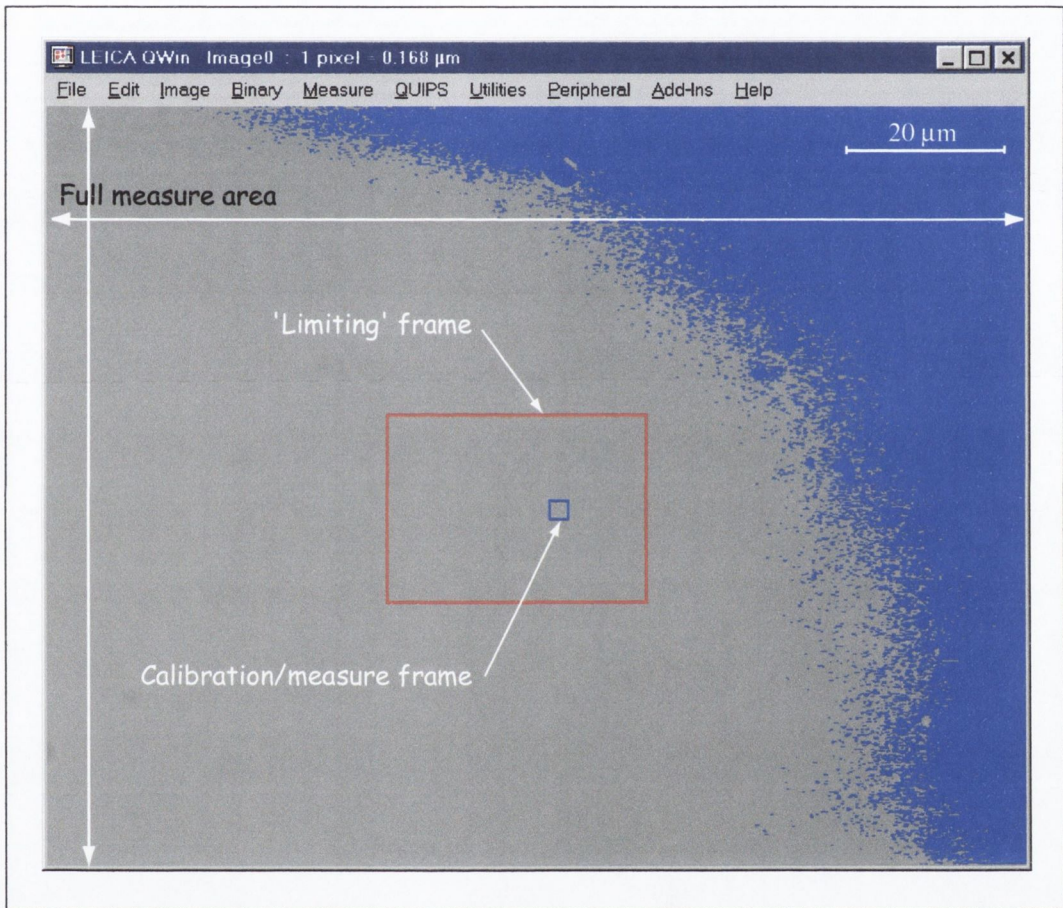 LEICA QWin Image0 : 1 pixel = 0.168 µm
File Edit Image Binary Measure QUIPS Utilities Peripheral Add-Ins Help
20 µm
Full measure area
'Limiting' frame
Calibration/measure frame